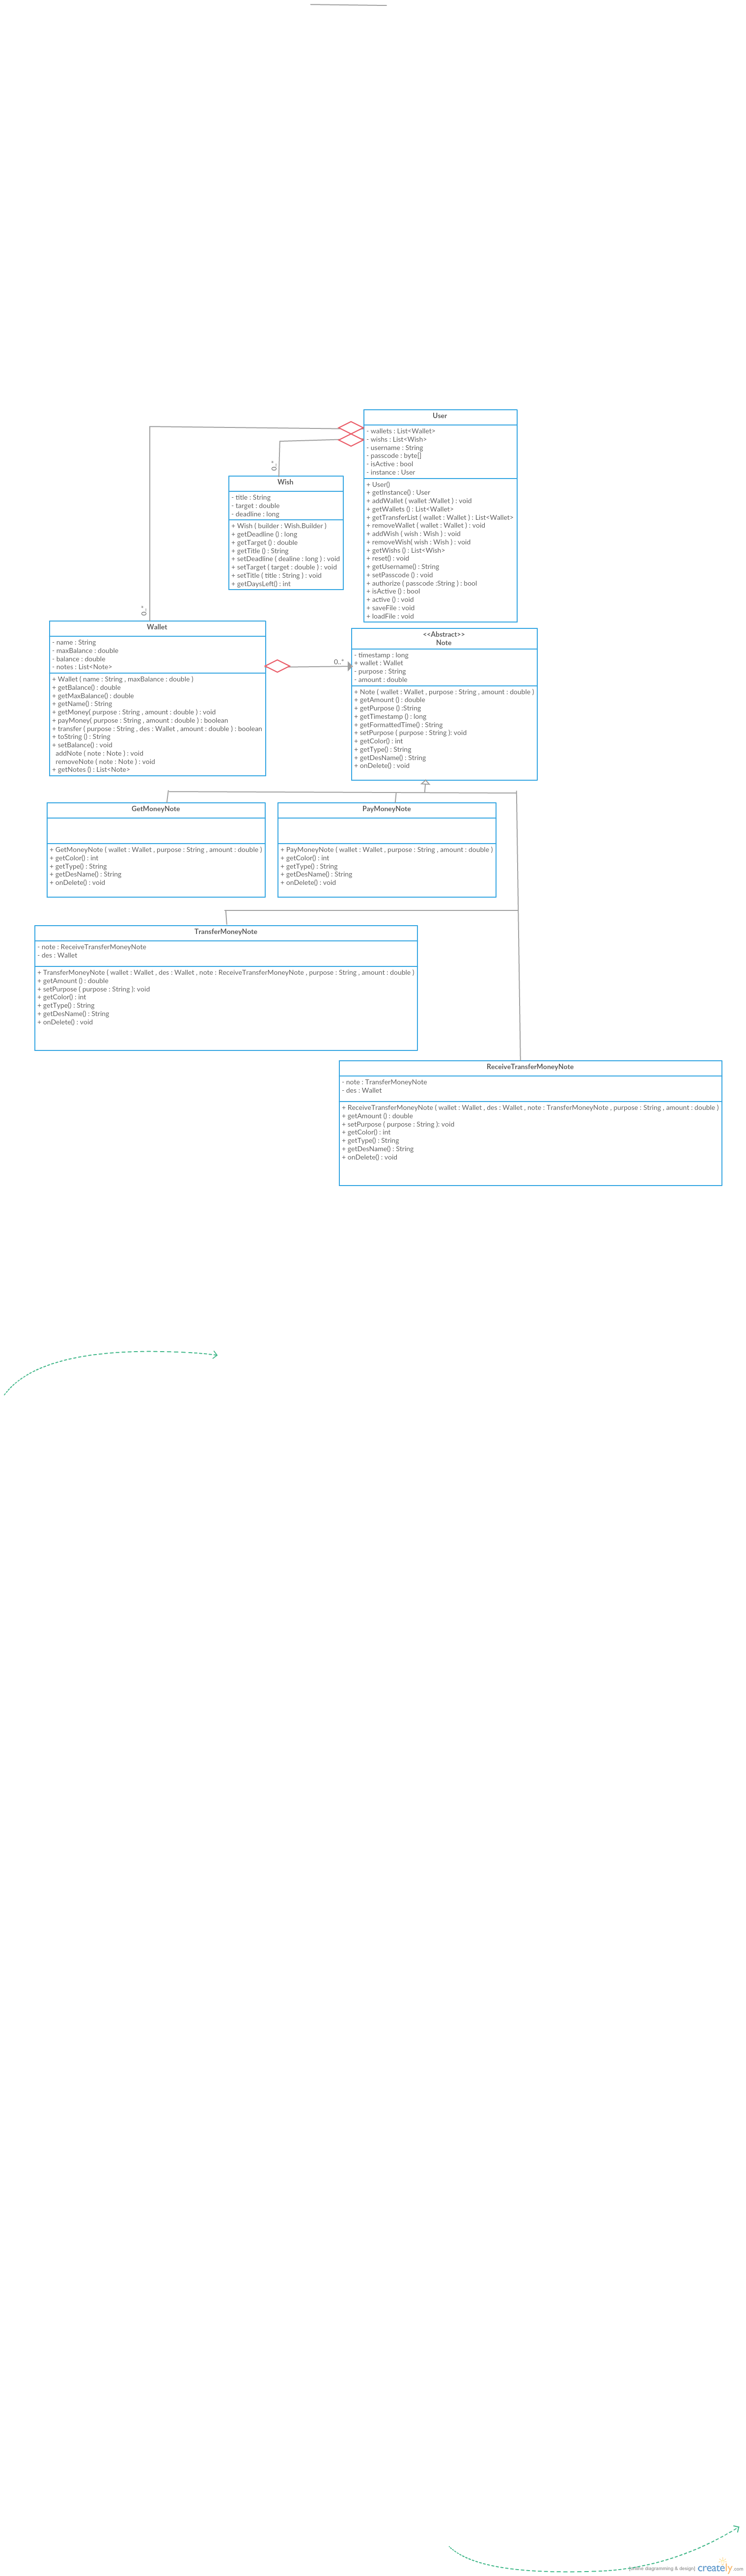 User
- wallets : List<Wallet>
- wishs : List<Wish>
- username : String
- passcode : byte[]
- isActive : bool
- instance : User
+ User()
+ getInstance() : User
+ addWallet ( wallet :Wallet ) : void
+ getWallets () : List<Wallet>
+ getTransferList ( wallet : Wallet ) : List<Wallet>
+ removeWallet ( wallet : Wallet ) : void
+ addWish ( wish : Wish ) : void
+ removeWish( wish : Wish ) : void
+ getWishs () : List<Wish>
+ reset() : void
+ getUsername() : String
+ setPasscode () : void
+ authorize ( passcode :String ) : bool
+ isActive () : bool
+ active () : void
+ saveFile : void
+ loadFile : void
0..*
Wish
- title : String
- target : double
- deadline : long
+ Wish ( builder : Wish.Builder )
+ getDeadline () : long
+ getTarget () : double
+ getTitle () : String
+ setDeadline ( dealine : long ) : void
+ setTarget ( target : double ) : void
+ setTitle ( title : String ) : void
+ getDaysLeft() : int
0..*
Wallet
- name : String
- maxBalance : double
- balance : double
- notes : List<Note>
+ Wallet ( name : String , maxBalance : double )
+ getBalance() : double
+ getMaxBalance() : double
+ getName() : String
+ getMoney( purpose : String , amount : double ) : void
+ payMoney( purpose : String , amount : double ) : boolean
+ transfer ( purpose : String , des : Wallet , amount : double ) : boolean
+ toString () : String
+ setBalance() : void
addNote ( note : Note ) : void
removeNote ( note : Note ) : void
+ getNotes () : List<Note>
0..*
<<Abstract>>
Note
- timestamp : long
+ wallet : Wallet
- purpose : String
- amount : double
+ Note ( wallet : Wallet , purpose : String , amount : double )
+ getAmount () : double
+ getPurpose () :String
+ getTimestamp () : long
+ getFormattedTime() : String
+ setPurpose ( purpose : String ): void
+ getColor() : int
+ getType() : String
+ getDesName() : String
+ onDelete() : void
GetMoneyNote
+ GetMoneyNote ( wallet : Wallet , purpose : String , amount : double )
+ getColor() : int
+ getType() : String
+ getDesName() : String
+ onDelete() : void
PayMoneyNote
+ PayMoneyNote ( wallet : Wallet , purpose : String , amount : double )
+ getColor() : int
+ getType() : String
+ getDesName() : String
+ onDelete() : void
TransferMoneyNote
- note : ReceiveTransferMoneyNote
- des : Wallet
+ TransferMoneyNote ( wallet : Wallet , des : Wallet , note : ReceiveTransferMoneyNote , purpose : String , amount : double )
+ getAmount () : double
+ setPurpose ( purpose : String ): void
+ getColor() : int
+ getType() : String
+ getDesName() : String
+ onDelete() : void
ReceiveTransferMoneyNote
- note : TransferMoneyNote
- des : Wallet
+ ReceiveTransferMoneyNote ( wallet : Wallet , des : Wallet , note : TransferMoneyNote , purpose : String , amount : double )
+ getAmount () : double
+ setPurpose ( purpose : String ): void
+ getColor() : int
+ getType() : String
+ getDesName() : String
+ onDelete() : void
[online diagramming & design] creately.com